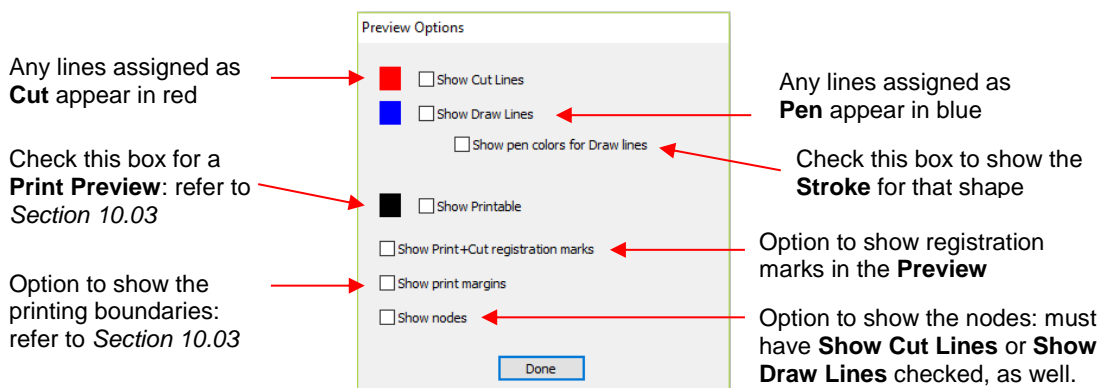 Preview Options
Any lines assigned as
Cut appear in red
Show Cut Lines
Show Draw Lines
Any lines assigned as
Pen appear in blue
Show pen colors for Draw lines
Check this box for a
Print Preview: refer to
Section 10.03
Check this box to show the
Stroke for that shape
Show Printable
Show Print+Cut registration marks
Option to show registration
marks in the Preview
Option to show the
printing boundaries:
refer to Section 10.03
Show print margins
Show nodes
Option to show the nodes: must
have Show Cut Lines or Show
Draw Lines checked, as well.
Done